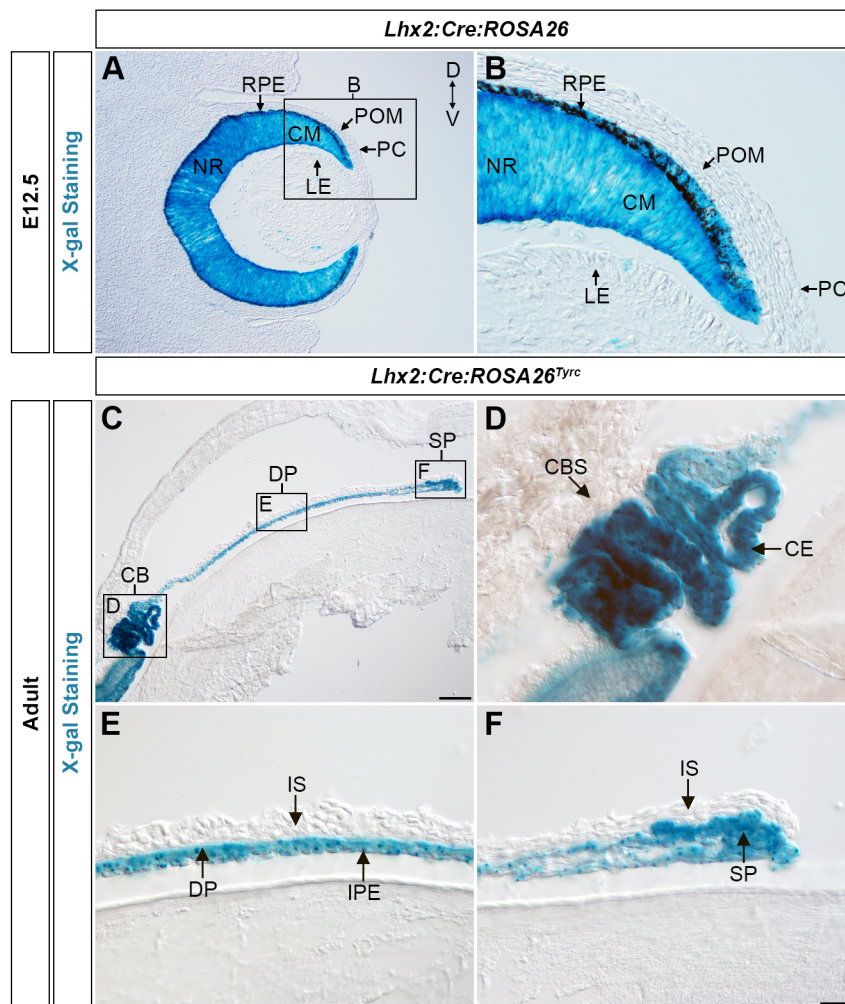 Lhx2:Cre:ROSA26
E12.5
X-gal Staining
A
RPE
B
D
V
POM
CM
PC
NR
LE
B
RPE
POM
NR
CM
LE
PC
Lhx2:Cre:ROSA26Tyrc
Adult
X-gal Staining
C
SP
F
DP
E
CB
D
D
CBS
CE
E
IS
DP
IPE
F
IS
SP